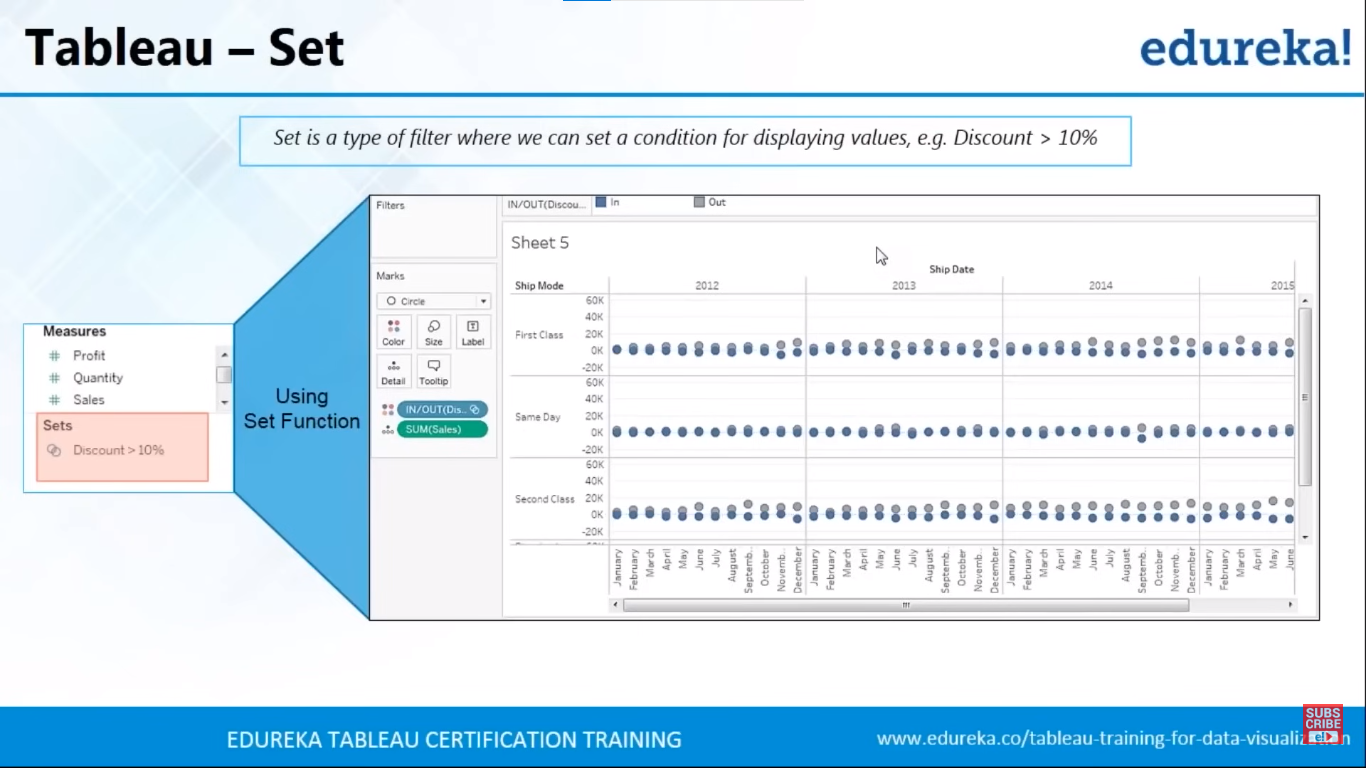 Tableau – Set
edureka!
Set is a type of filter where we can set a condition for displaying values, e.g. Discount > 10%
Measures
Profit
Quantity
Sales
Sets
Discount > 10%
Using
Set Function
Filters
Marks
Circle
Color Size Label
Detail Tooltip
IN/OUT(Dis..
SUM(Sales)
IN/OUT(Discou... In Out
Sheet 5
Ship Date
Ship Mode 2012 2013 2014 2015
First Class
60K
40K
20K
0K
-20K
Same Day
60K
40K
20K
0K
-20K
Second Class
60K
40K
20K
0K
-20K
January February March April May June July August Septemb.. October Novemb.. December January February March April May June July August Septemb.. October Novemb.. December January February March April May June July August Septemb.. October Novemb.. December January February March April May June
EDUREKA TABLEAU CERTIFICATION TRAINING
www.edureka.co/tableau-training-for-data-visualiz
SUBS
CRIBE
e!